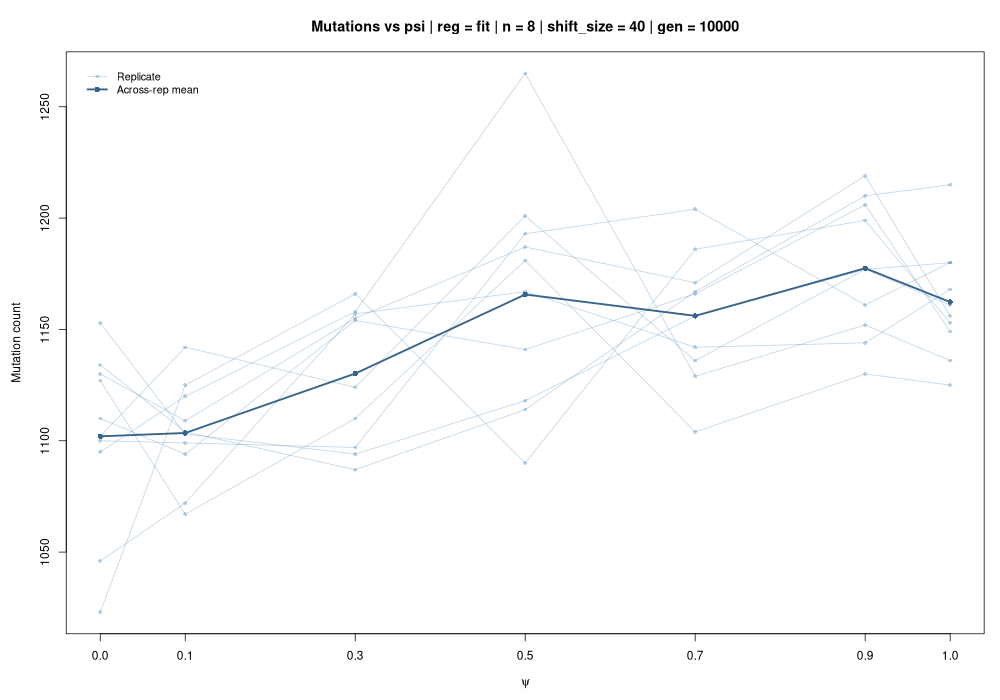 Mutations vs psi | reg = fit | n = 8 | shift_size = 40 | gen = 10000
Replicate
Across-rep mean
Mutation count
1250
1200
1150
1100
1050
0.0 0.1 0.3 0.5 0.7 0.9 1.0
ψ